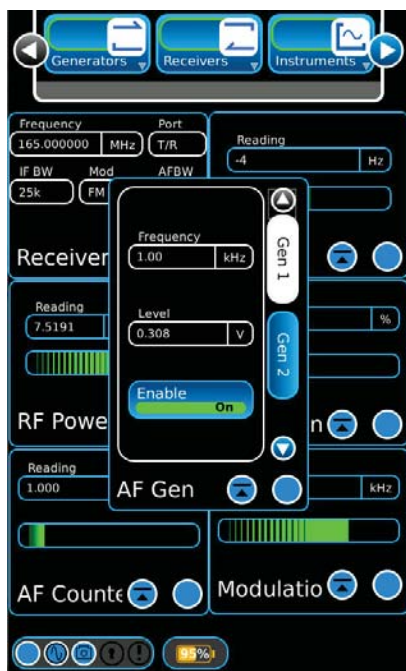 Generators Receivers Instruments
Frequency Port
165.000000 MHz T/R
IF BW Mod AFBW
25k FM
Reading
-4 Hz
Receiver
Frequency
1.00 kHz
Gen 1
Level
0.308 V
Gen 2
Enable
On
AF Gen
Reading
7.5191
%
RF Powe
n
Reading
1.000
kHz
AF Counte
Modulatio
95%